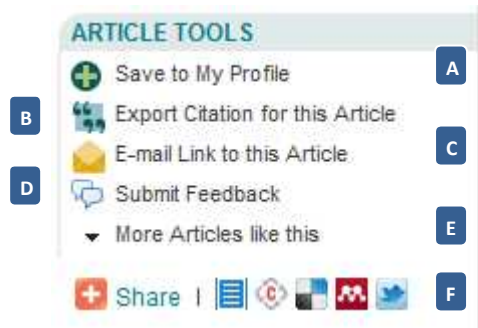 ARTICLE TOOLS
Save to My Profile A
B Export Citation for this Article
E-mail Link to this Article C
D Submit Feedback
More Articles like this E
Share | F